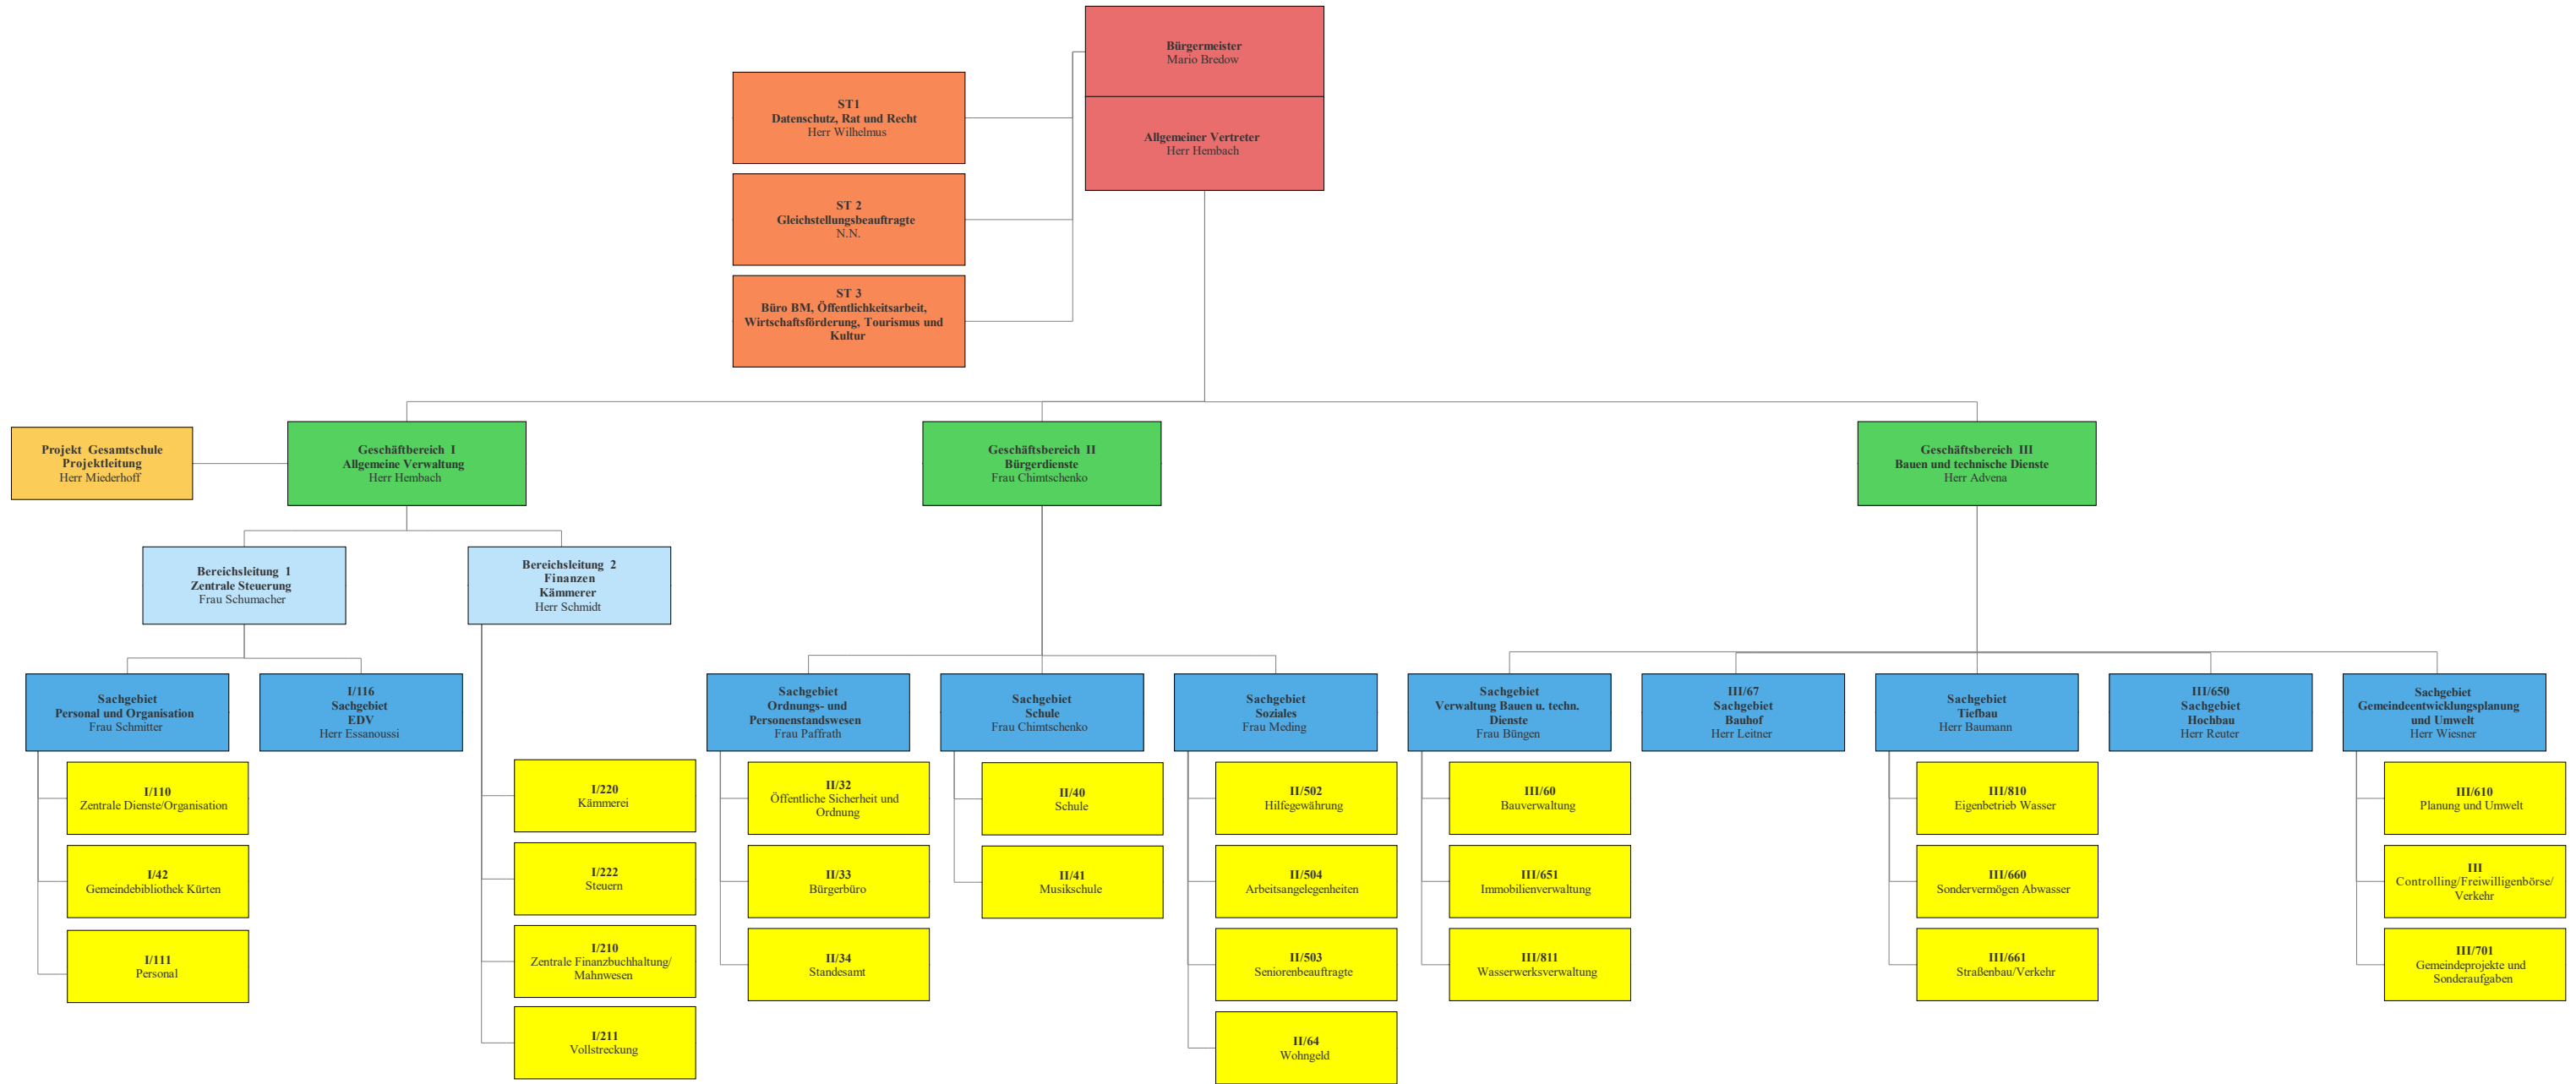 Bürgermeister
Mario Bredow
Allgemeiner Vertreter
Herr Hembach
ST1
Datenschutz, Rat und Recht
Herr Wilhelmus
ST 2
Gleichstellungsbeauftragte
N.N.
ST 3
Büro BM, Öffentlichkeitsarbeit,
Wirtschaftsförderung, Tourismus und
Kultur
Projekt Gesamtschule
Projektleitung
Herr Miederhoff
Geschäftbereich I
Allgemeine Verwaltung
Herr Hembach
Geschäftsbereich II
Bürgerdienste
Frau Chimtschenko
Geschäftsbereich III
Bauen und technische Dienste
Herr Advena
Bereichsleitung 1
Zentrale Steuerung
Frau Schumacher
Bereichsleitung 2
Finanzen
Kämmerer
Herr Schmidt
Sachgebiet
Personal und Organisation
Frau Schmitter
I/116
Sachgebiet
EDV
Herr Essanoussi
Sachgebiet
Ordnungs- und
Personenstandswesen
Frau Paffrath
Sachgebiet
Schule
Frau Chimtschenko
Sachgebiet
Soziales
Frau Meding
Sachgebiet
Verwaltung Bauen u. techn.
Dienste
Frau Büngen
III/67
Sachgebiet
Bauhof
Herr Leitner
Sachgebiet
Tiefbau
Herr Baumann
III/650
Sachgebiet
Hochbau
Herr Reuter
Sachgebiet
Gemeindeentwicklungsplanung
und Umwelt
Herr Wiesner
I/110
Zentrale Dienste/Organisation
I/42
Gemeindebibliothek Kürten
I/111
Personal
I/220
Kämmerei
I/222
Steuern
I/210
Zentrale Finanzbuchhaltung/
Mahnwesen
I/211
Vollstreckung
II/32
Öffentliche Sicherheit und
Ordnung
II/33
Bürgerbüro
II/34
Standesamt
II/40
Schule
II/41
Musikschule
II/502
Hilfegewährung
II/504
Arbeitsangelegenheiten
II/503
Seniorenbeauftragte
II/64
Wohngeld
III/60
Bauverwaltung
III/651
Immobilienverwaltung
III/811
Wasserwerksverwaltung
III/810
Eigenbetrieb Wasser
III/660
Sondervermögen Abwasser
III/661
Straßenbau/Verkehr
III/610
Planung und Umwelt
III
Controlling/Freiwilligenbörse/
Verkehr
III/701
Gemeindeprojekte und
Sonderaufgaben